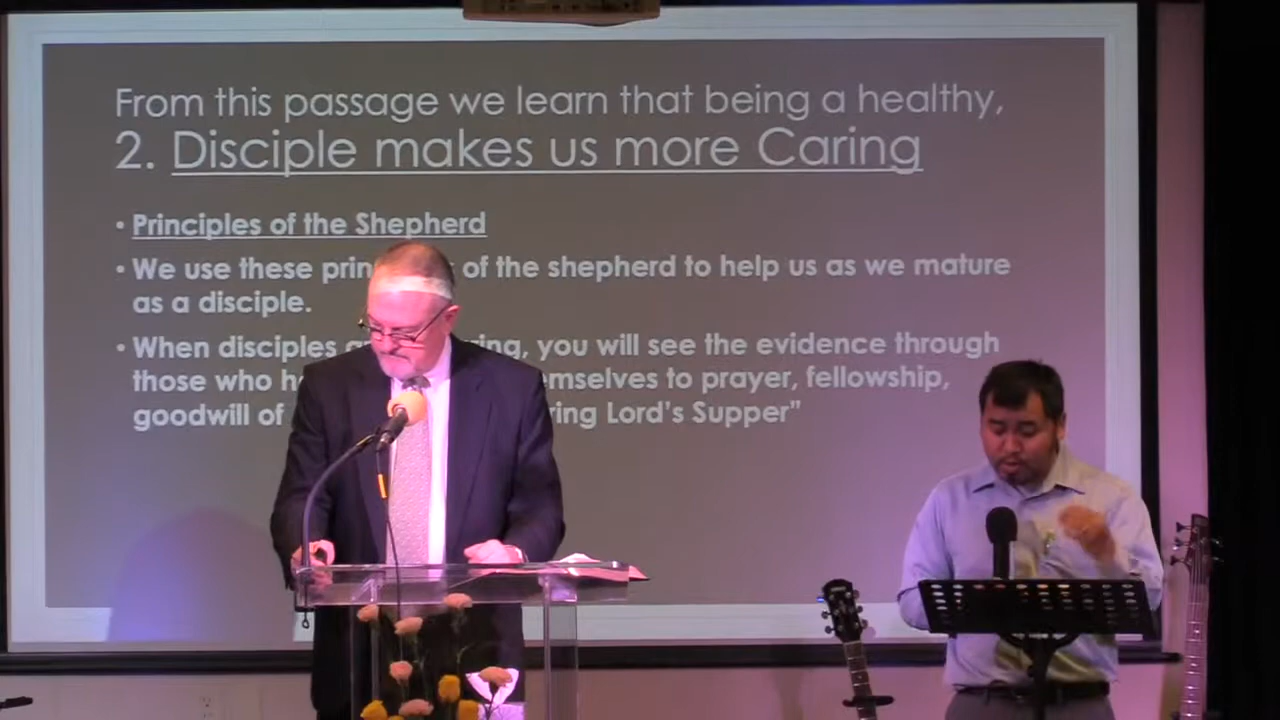 From this passage we learn that being a healthy,
2. Disciple makes us more Caring
• Principles of the Shepherd
• We use these of the shepherd to help us as we mature
as a disciple.
• When disciples you will see the evidence through
those who to prayer, fellowship,
goodwill of Lord's Supper"